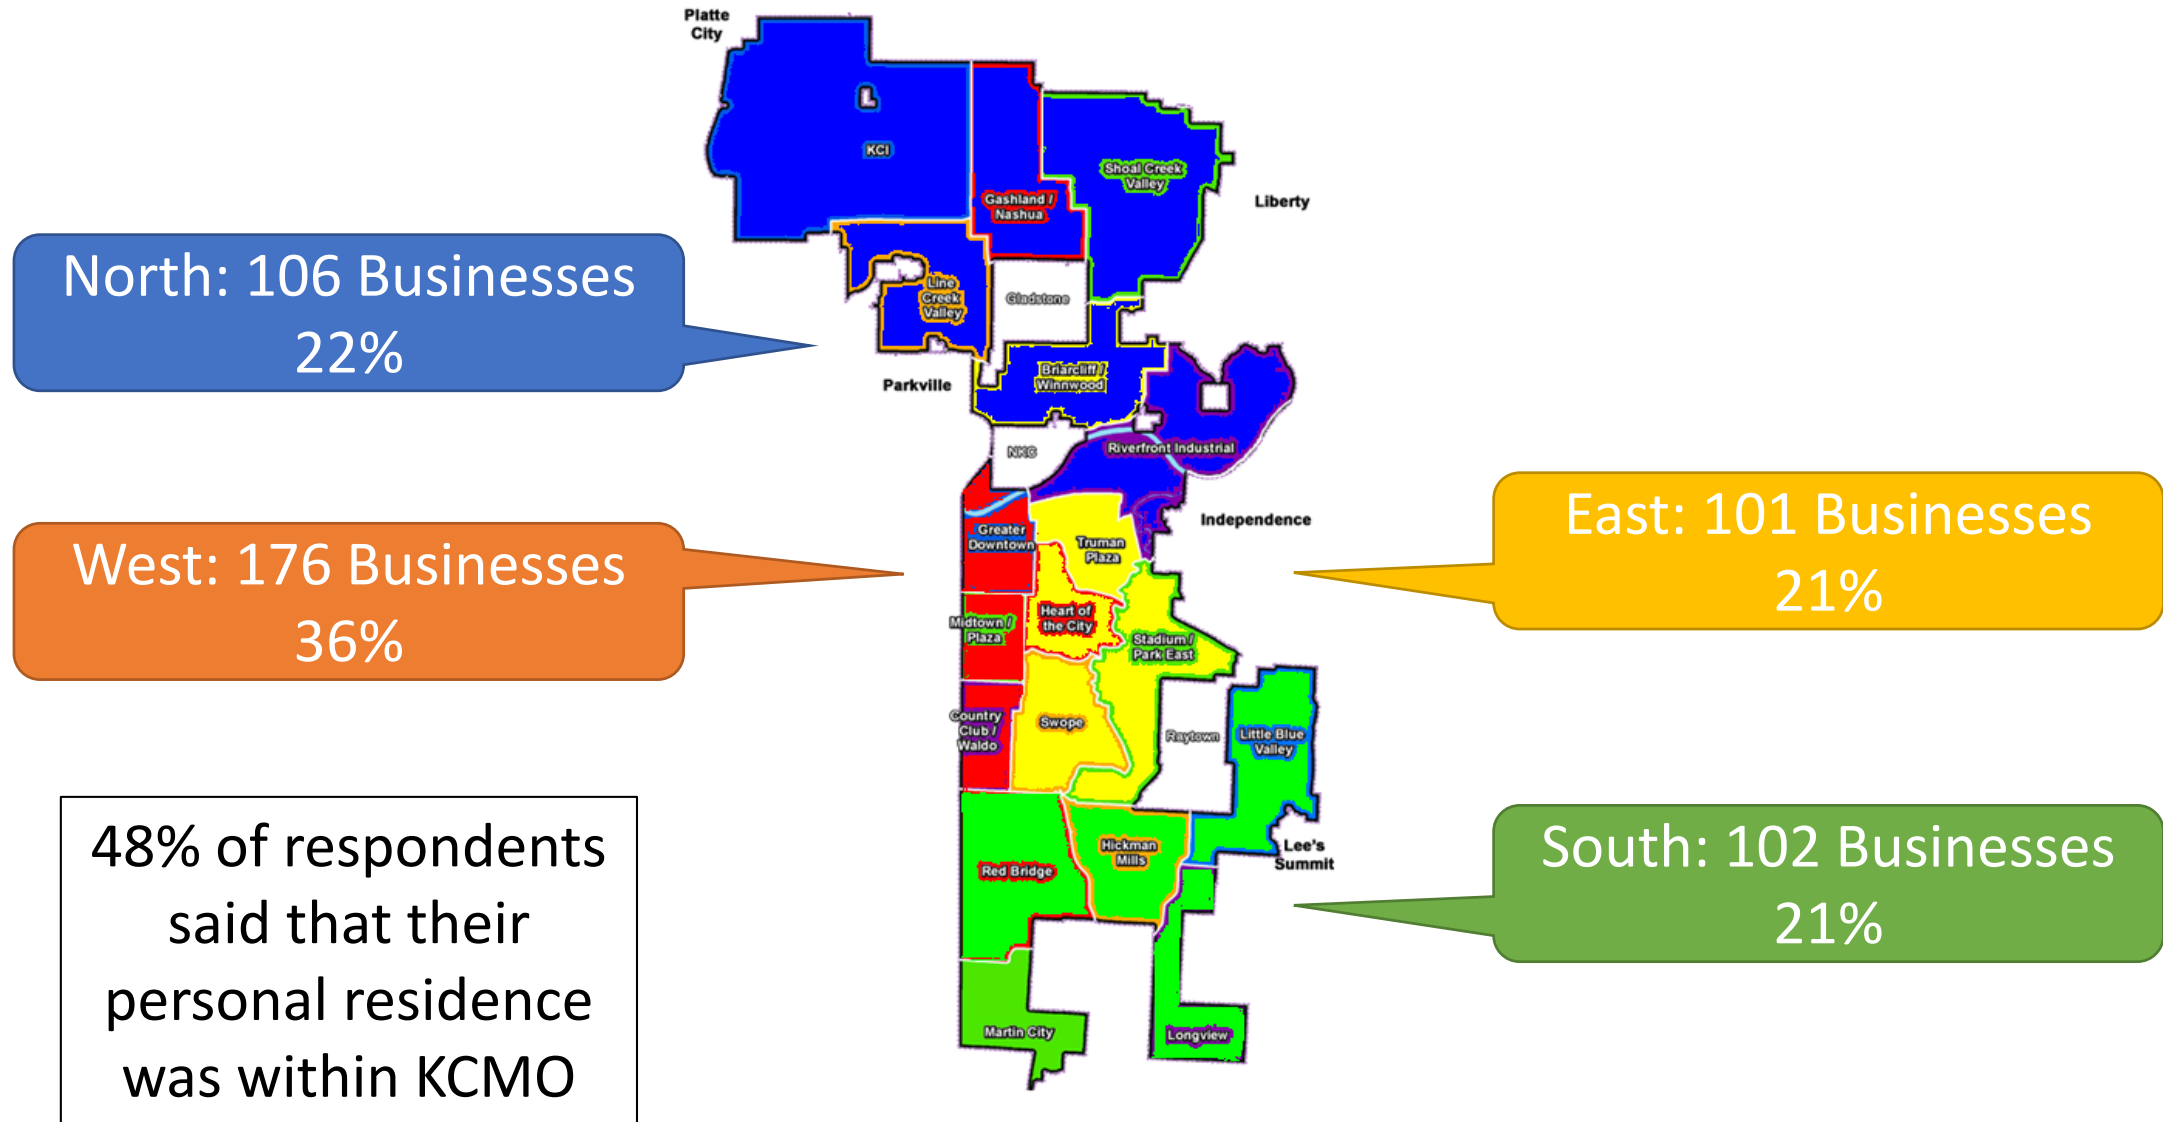 Platte
City
KCI
Shoal Creek
Valley
Gashland /
Nashua
Liberty
North: 106 Businesses
22%
Line
Creek
Valley
Gladstone
Briarcliff /
Winnwood
Parkville
NKC
Riverfront Industrial
West: 176 Businesses
36%
Greater
Downtown
Truman
Plaza
Independence
East: 101 Businesses
21%
Midtown /
Plaza
Heart of
the City
Stadium /
Park East
Country
Club /
Waldo
Swope
Raytown
Little Blue
Valley
48% of respondents
said that their
personal residence
was within KCMO
Red Bridge
Hickman
Mills
Lee's
Summit
South: 102 Businesses
21%
Martin City
Longview